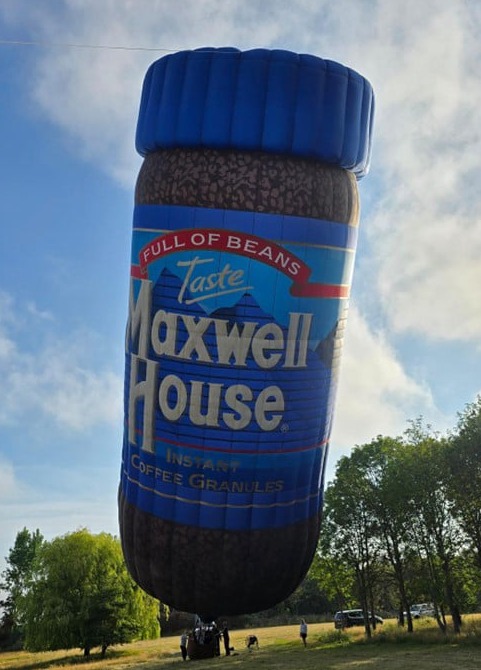 FULL OF BEANS
Taste
Maxwell
House®
INSTANT
COFFEE GRANULES